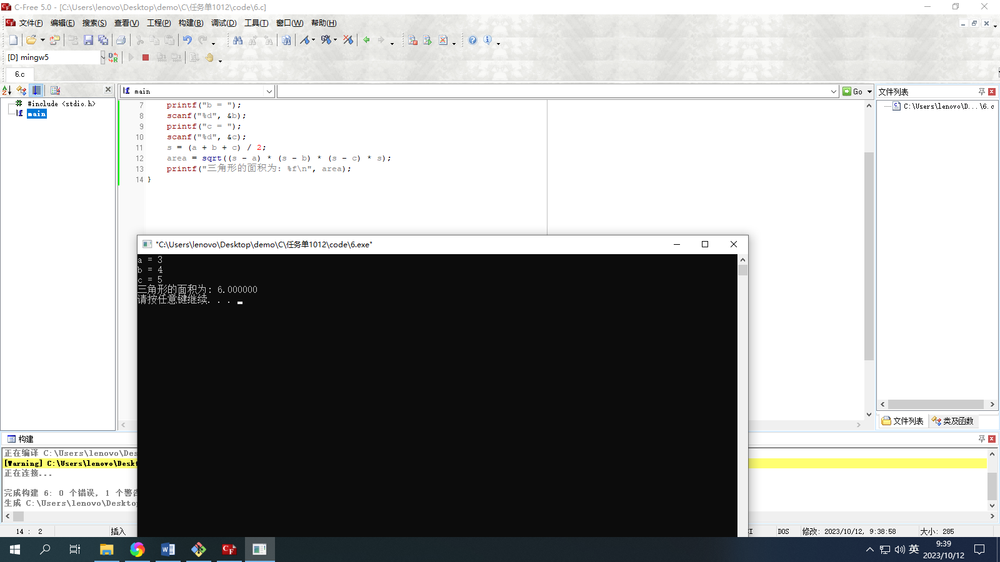 C-Free 5.0 - [C:\Users\lenovo\Desktop\demo\C\任务单1012\code\6.c]
文件(F) 编辑(E) 搜索(S) 查看(V) 工程(P) 构建(B) 调试(D) 工具(T) 窗口(W) 帮助(H)
[D] mingw5
6.c
main
Go
文件列表
#include <stdio.h>
main
C:\Users\lenovo\D...\6.c
7 printf("b = ");
8 scanf("%d", &b);
9 printf("c = ");
10 scanf("%d", &c);
11 s = (a + b + c) / 2;
12 area = sqrt((s - a) * (s - b) * (s - c) * s);
13 printf("三角形的面积为: %f\n", area);
14 }
"C:\Users\lenovo\Desktop\demo\C\任务单1012\code\6.exe"
a = 3
b = 4
c = 5
三角形的面积为: 6.000000
请按任意键继续. . .
文件列表 类及函数
构建
正在编译 C:\Users\lenovo\Des
[Warning] C:\Users\lenovo\Deskt
正在连接...
完成构建 6: 0 个错误, 1 个警告
生成 C:\Users\lenovo\Desktop
14 : 2 插入 DOS 修改: 2023/10/12, 9:38:58 大小: 285
英
9:39
2023/10/12